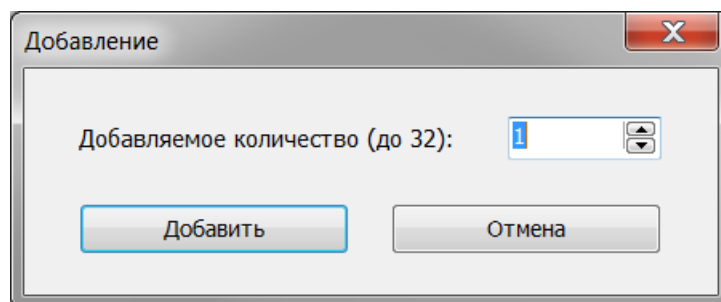 Добавление
Добавляемое количество (до 32): 1
Добавить Отмена